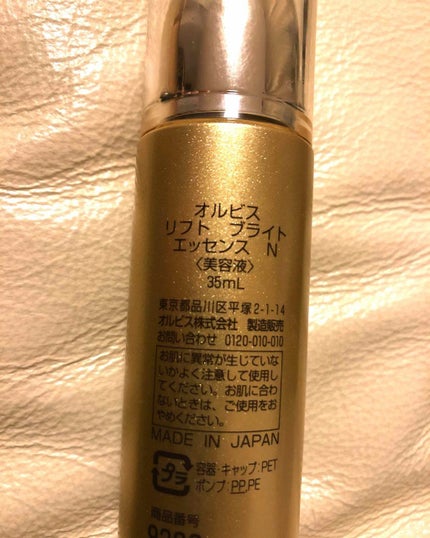 オルビス
リフト ブライト
エッセンス N
〈美容液〉
35mL
東京都品川区平塚2-1-14
オルビス株式会社 製造販売
お問い合わせ 0120-010-010
お肌に異常が生じていな
いかよく注意して使用し
てください。お肌に合わ
ないときは、ご使用をお
やめください。
MADE IN JAPAN
プラ
容器・キャップ:PET
ポンプ:PP,PE
商品番号